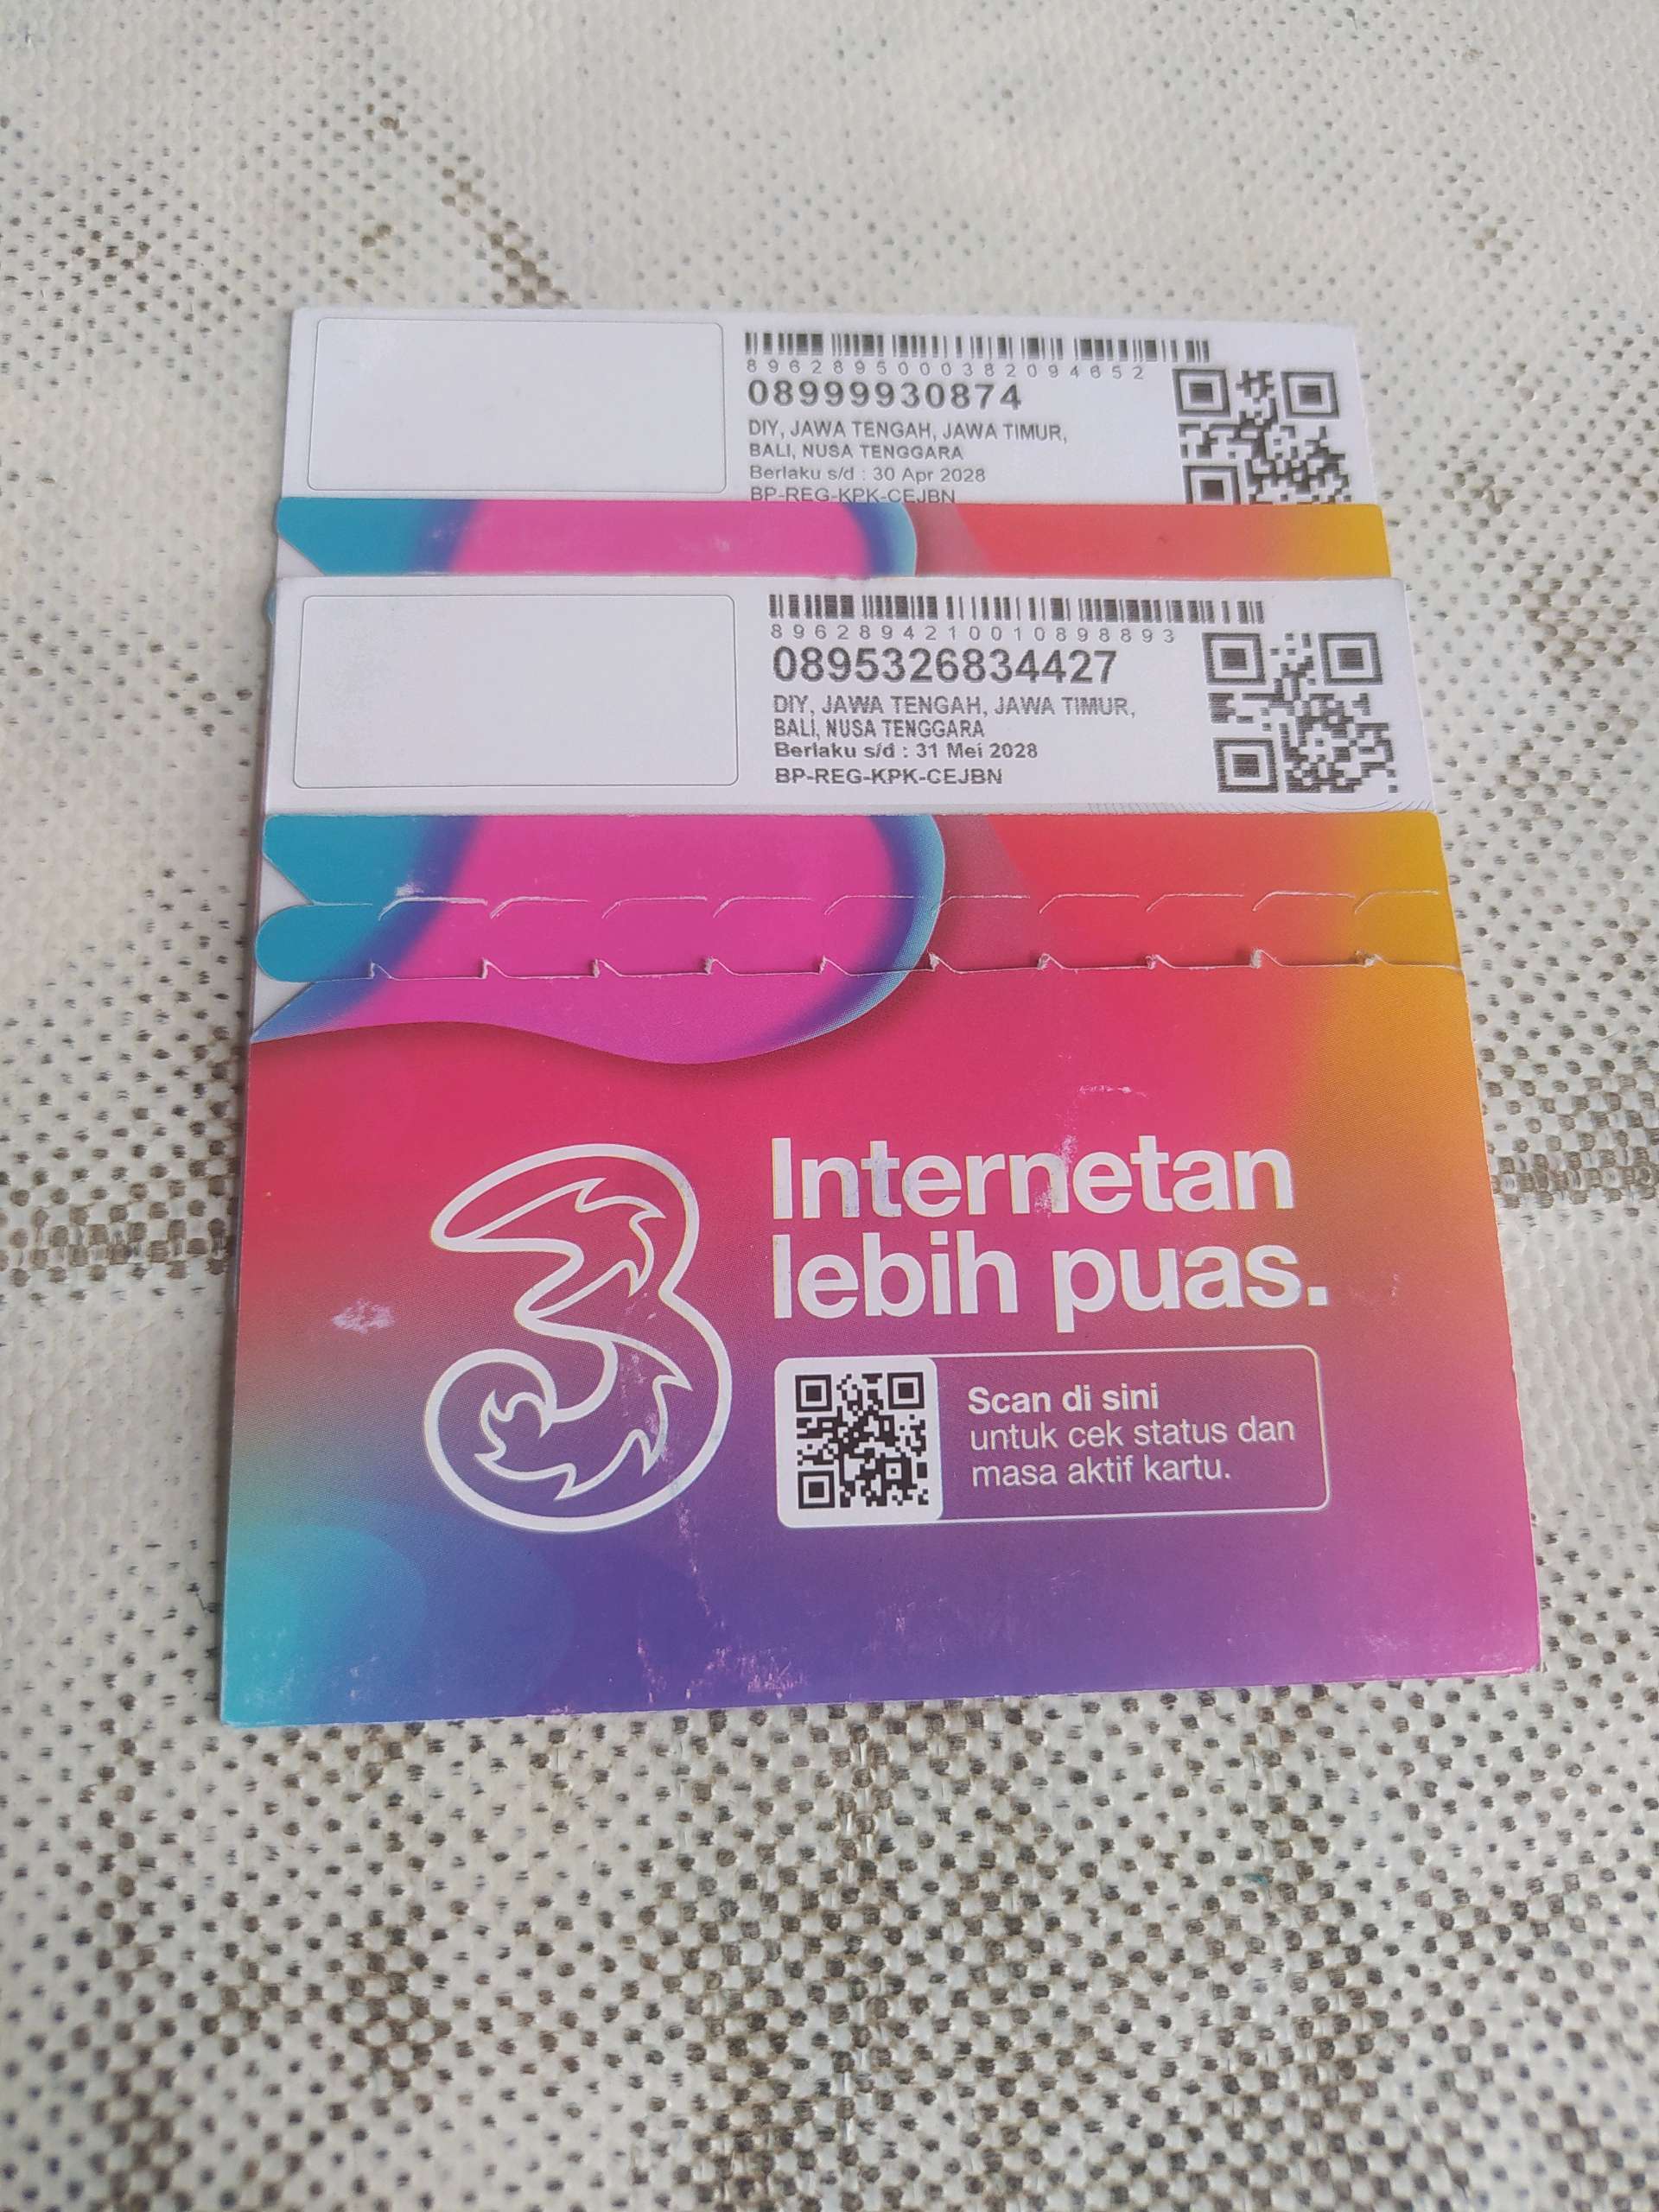 8962895000382094652
08999930874
DIY, JAWA TENGAH, JAWA TIMUR,
BALI, NUSA TENGGARA
Berlaku s/d : 30 Apr 2028
BP-REG-KPK-CEJBN
8962894210010898893
0895326834427
DIY, JAWA TENGAH, JAWA TIMUR,
BALI, NUSA TENGGARA
Berlaku s/d : 31 Mei 2028
BP-REG-KPK-CEJBN
3
Internetan
lebih puas.
Scan di sini
untuk cek status dan
masa aktif kartu.